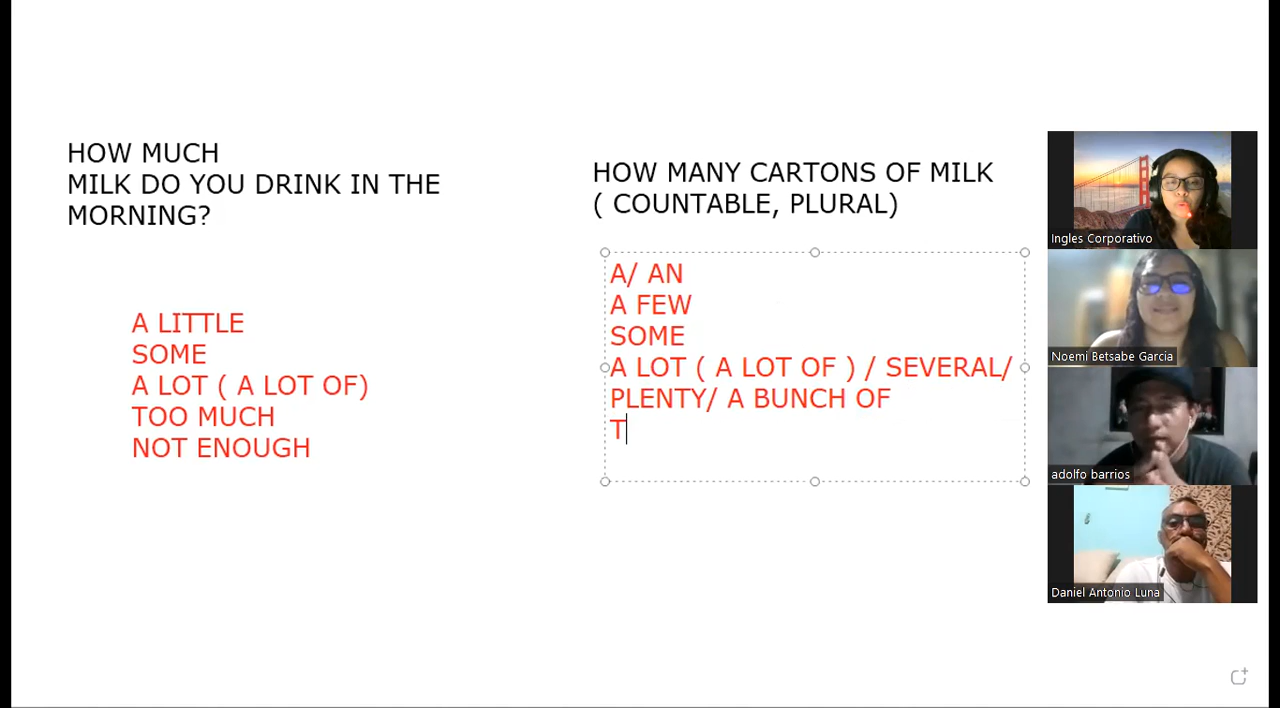 HOW MUCH
MILK DO YOU DRINK IN THE
MORNING?
A LITTLE
SOME
A LOT ( A LOT OF)
TOO MUCH
NOT ENOUGH
HOW MANY CARTONS OF MILK
( COUNTABLE, PLURAL)
A/ AN
A FEW
SOME
A LOT ( A LOT OF ) / SEVERAL/
PLENTY/ A BUNCH OF
T
Ingles Corporativo
Noemi Betsabe Garcia
adolfo barrios
Daniel Antonio Luna